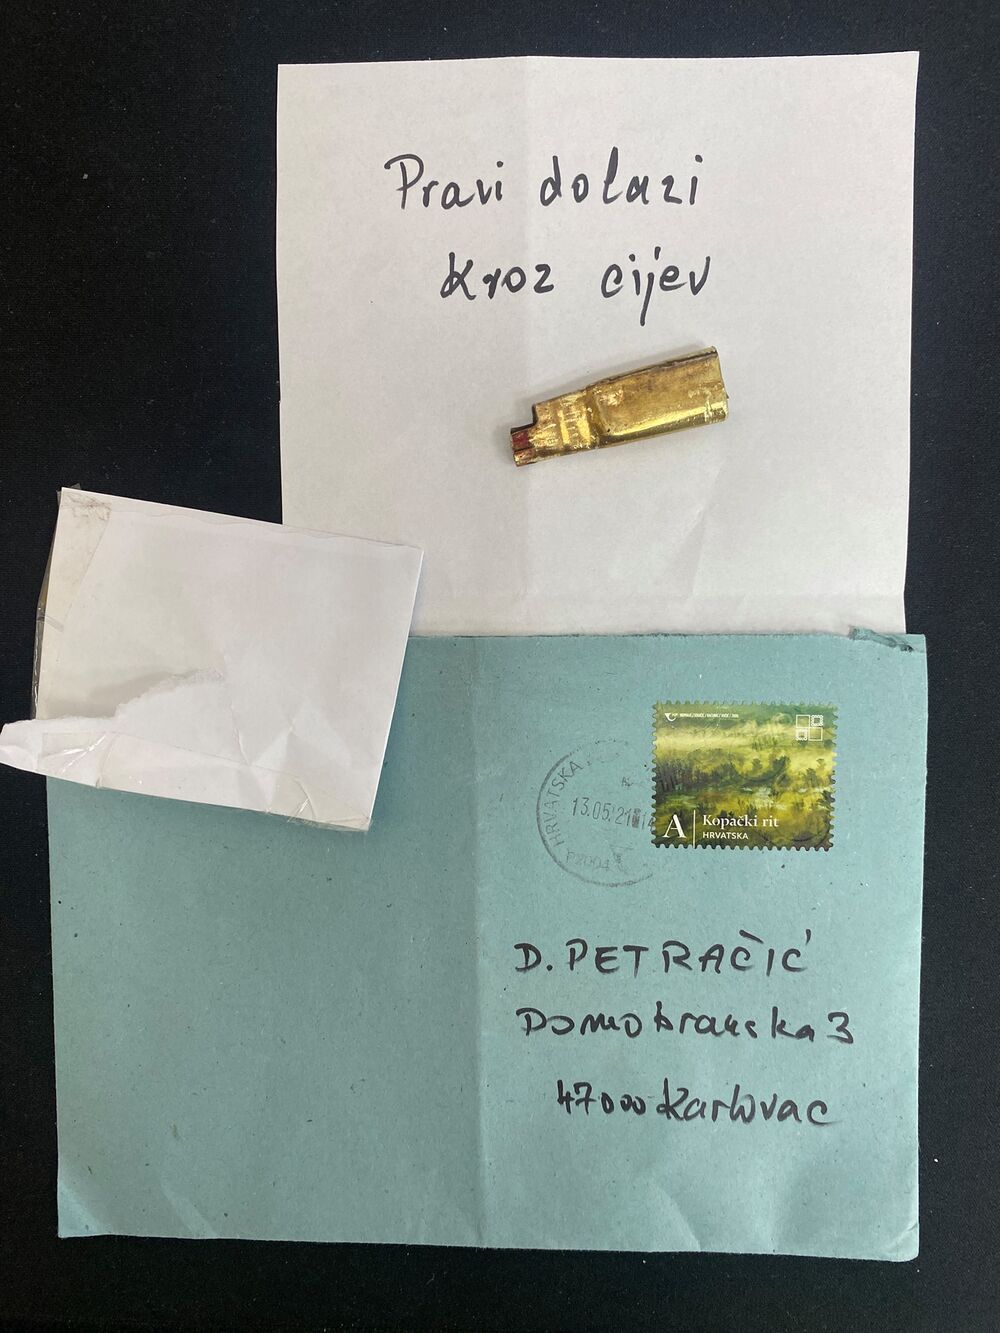 Pravi dolazi
kroz cijev
Kopački rit
A HRVATSKA
HRVATSKA
13.05.21
D. PETRAČIĆ
Domobranska 3
47000 Karlovac